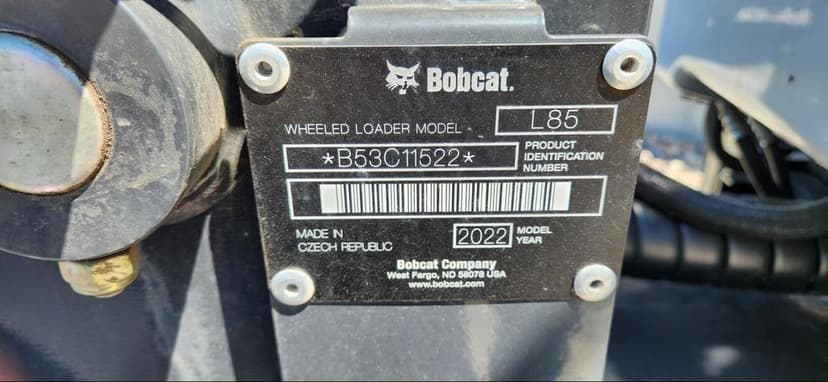 Bobcat.
WHEELED LOADER MODEL L85
*B53C11522* PRODUCT IDENTIFICATION NUMBER
MADE IN CZECH REPUBLIC 2022 MODEL YEAR
Bobcat Company
West Fargo, ND 58078 USA
www.bobcat.com